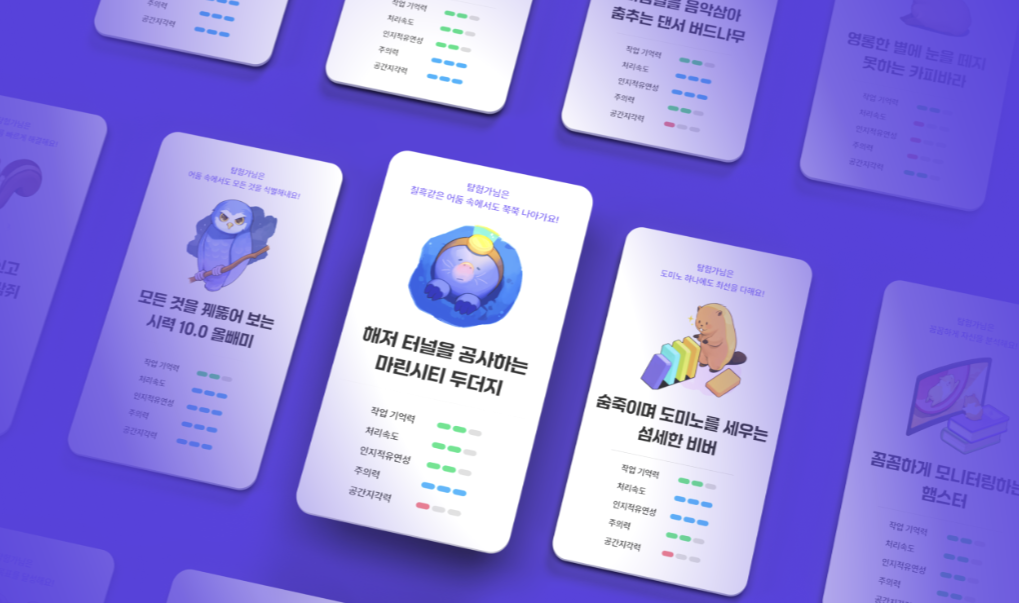 주의력
공간지각력
작업 기억력
처리속도
인지적유연성
주의력
공간지각력
음악삼아
춤추는 댄서 버드나무
작업 기억력
처리속도
인지적유연성
주의력
공간지각력
영롱한 별에 눈을 떼지
못하는 카피바라
작업 기억력
처리속도
인지적유연성
주의력
공간지각력
탐험가님은
어둠 속에서도 모든 것을 식별해내요!
모든 것을 꿰뚫어 보는
시력 10.0 올빼미
작업 기억력
처리속도
인지적유연성
주의력
공간지각력
탐험가님은
칠흑같은 어둠 속에서도 쭉쭉 나아가요!
해저 터널을 공사하는
마린시티 두더지
작업 기억력
처리속도
인지적유연성
주의력
공간지각력
탐험가님은
도미노 하나에도 최선을 다해요!
숨죽이며 도미노를 세우는
섬세한 비버
작업 기억력
처리속도
인지적유연성
주의력
공간지각력
탐험가님은
꼼꼼하게 모니터링하는
햄스터
작업 기억력
처리속도
인지적유연성
주의력
공간지각력